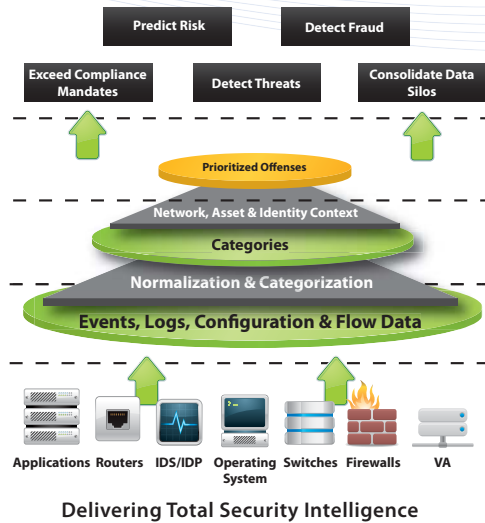 Predict Risk
Detect Fraud
Exceed Compliance
Mandates
Detect Threats
Consolidate Data
Silos
Prioritized Offenses
Network, Asset & Identity Context
Categories
Normalization & Categorization
Events, Logs, Configuration & Flow Data
Applications
Routers
IDS/IDP
Operating
System
Switches
Firewalls
VA
Delivering Total Security Intelligence